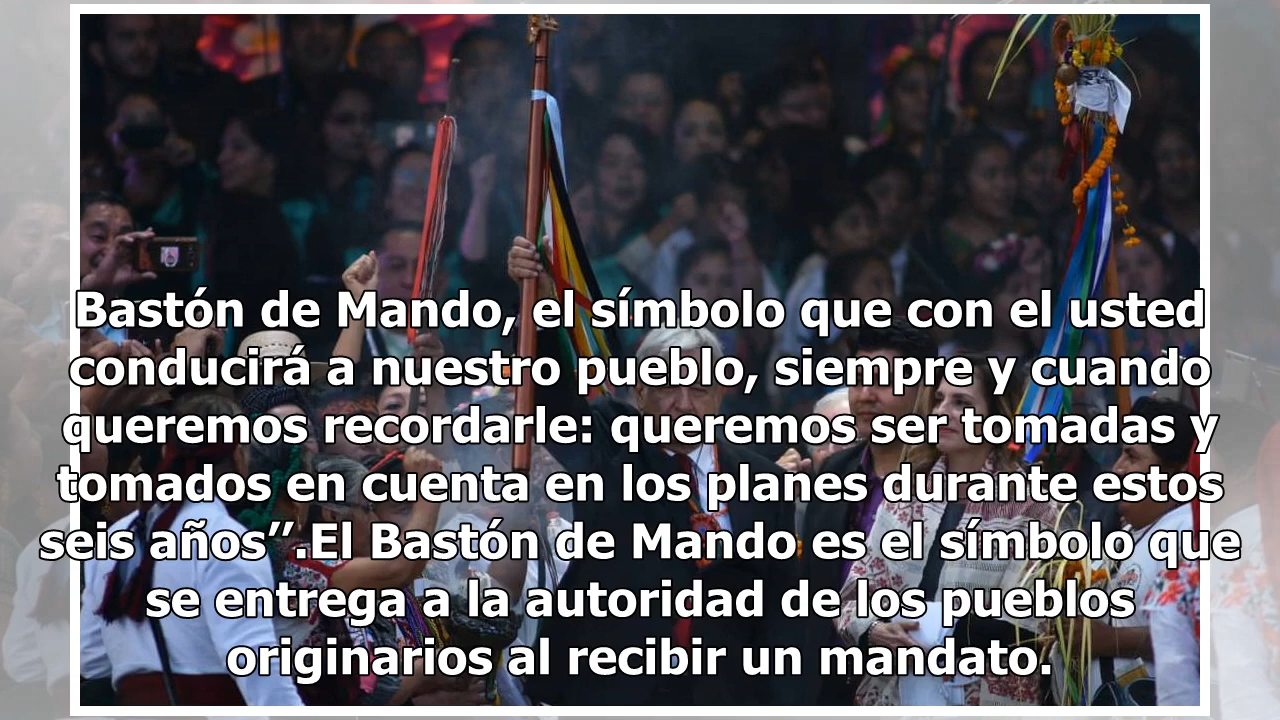 Bastón de Mando, el símbolo que con el usted
conducirá a nuestro pueblo, siempre y cuando
queremos recordarle: queremos ser tomadas y
tomados en cuenta en los planes durante estos
seis años”.El Bastón de Mando es el símbolo que
se entrega a la autoridad de los pueblos
originarios al recibir un mandato.